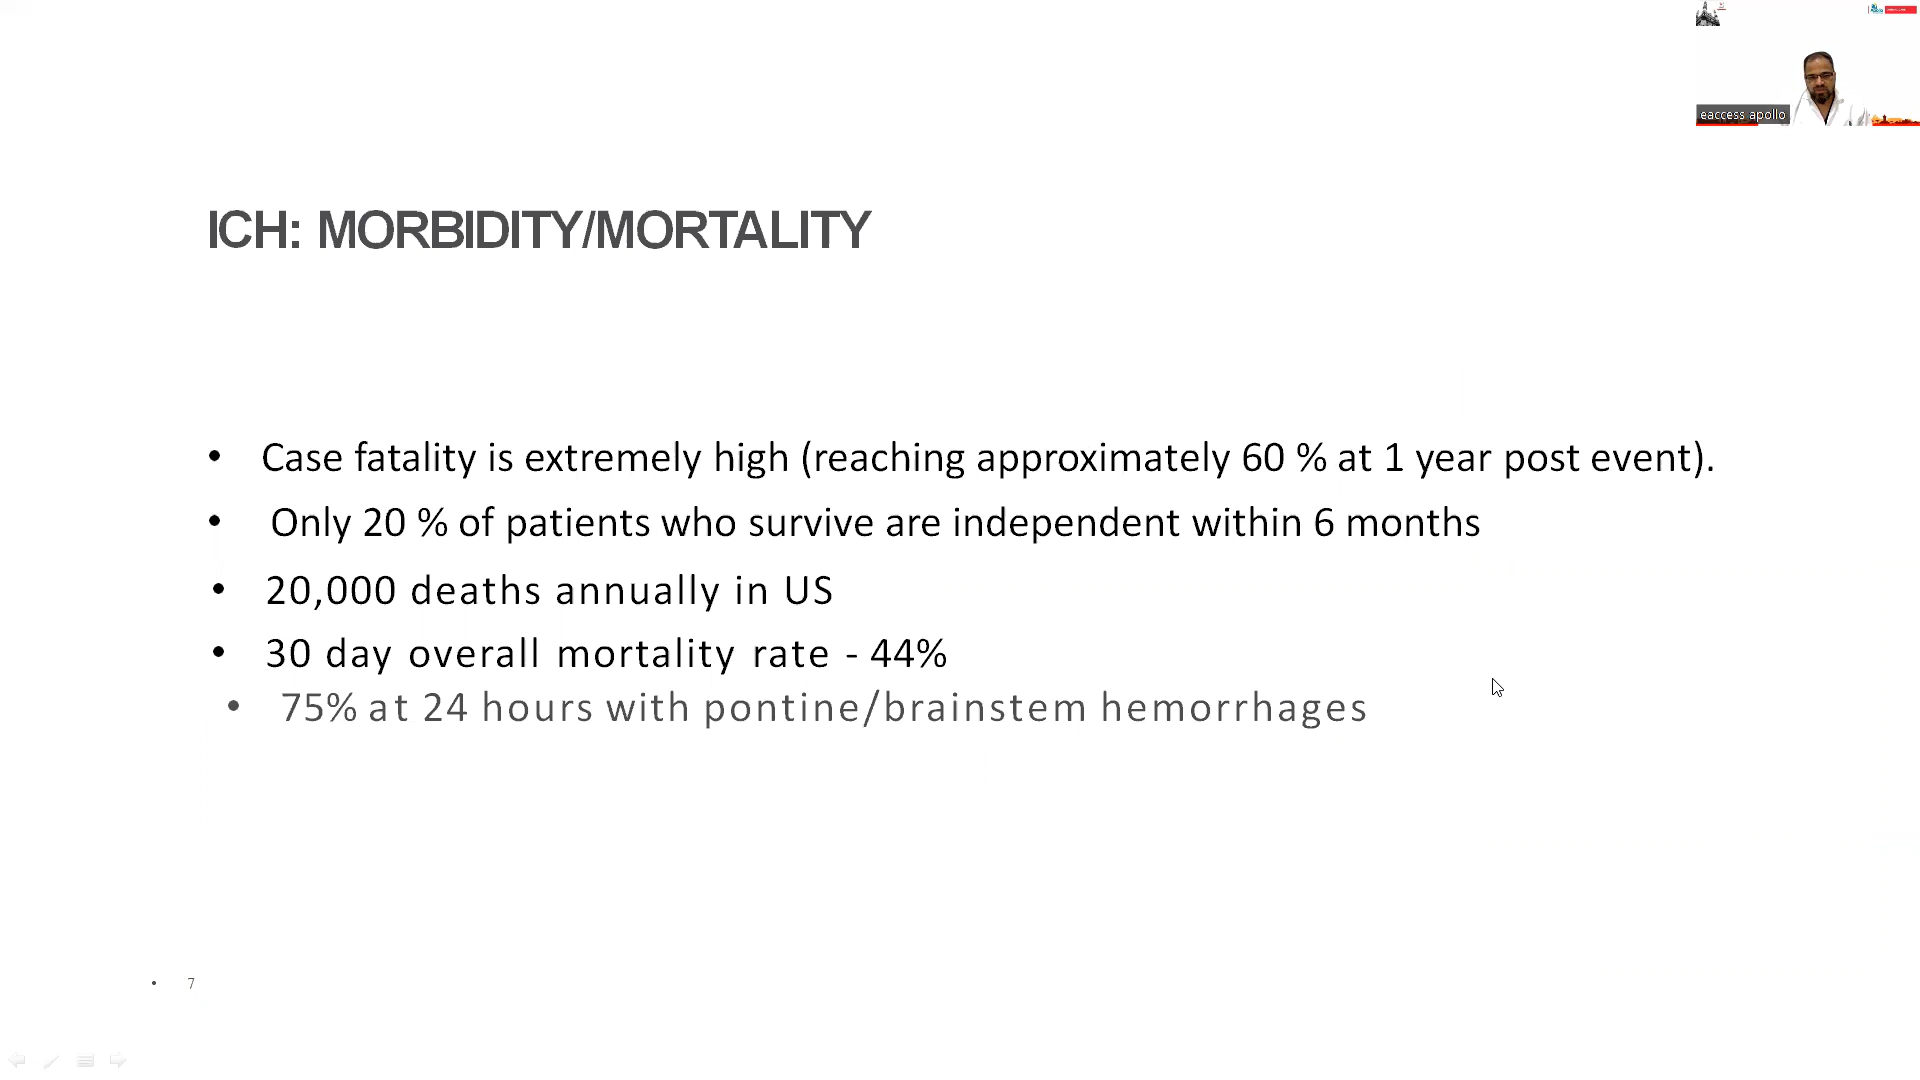 eaccess apollo
ICH: MORBIDITY/MORTALITY
• Case fatality is extremely high (reaching approximately 60 % at 1 year post event).
• Only 20 % of patients who survive are independent within 6 months
• 20,000 deaths annually in US
• 30 day overall mortality rate - 44%
• 75% at 24 hours with pontine/brainstem hemorrhages
• 7